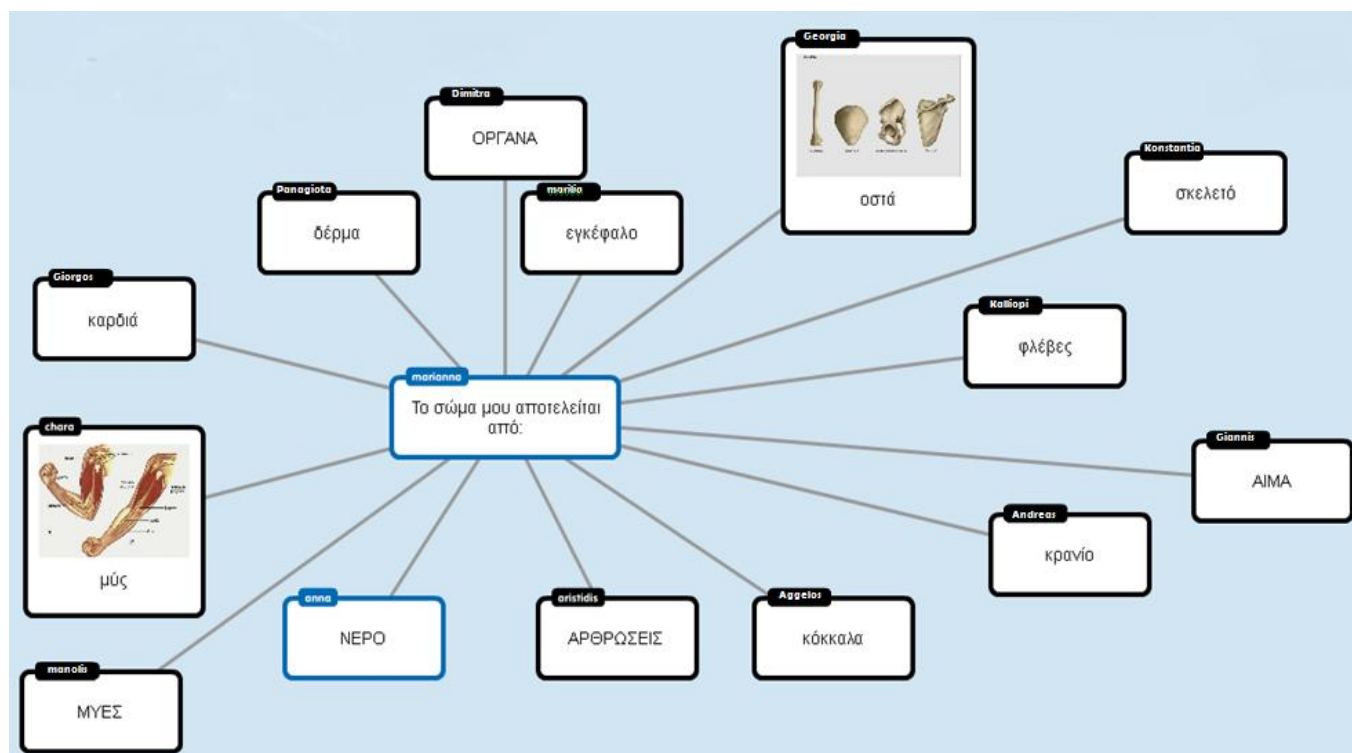 Georgia
οστά
Dimitra
ΟΡΓΑΝΑ
Konstantia
σκελετό
Panagiota
δέρμα
marilia
εγκέφαλο
Giorgos
καρδιά
Kalliopi
φλέβες
marianna
Το σώμα μου αποτελείται
από:
chara
μύς
Giannis
ΑΙΜΑ
Andreas
κρανίο
anna
ΝΕΡΟ
aristidis
ΑΡΘΡΩΣΕΙΣ
Aggelos
κόκκαλα
manolis
ΜΥΕΣ